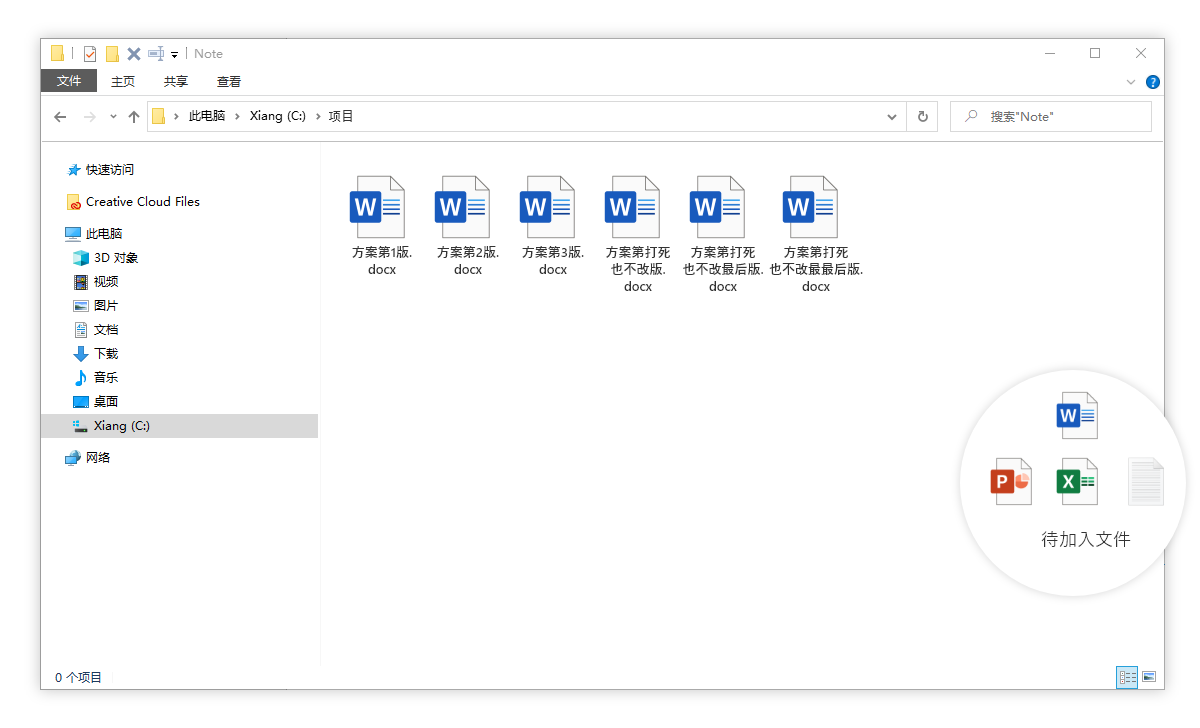 Note
文件 主页 共享 查看
?
此电脑 Xiang (C:) 项目
搜索"Note"
快速访问
Creative Cloud Files
此电脑
3D 对象
视频
图片
文档
下载
音乐
桌面
Xiang (C:)
网络
W
方案第1版.
docx
W
方案第2版.
docx
W
方案第3版.
docx
W
方案第打死
也不改版.
docx
W
方案第打死
也不改最后版.
docx
W
方案第打死
也不改最最后版.
docx
W
P X
待加入文件
0 个项目